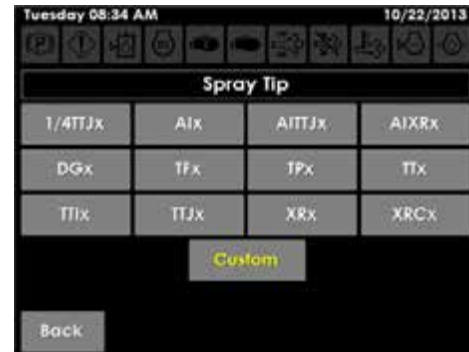 Tuesday 08:34 AM 10/22/2013
Spray Tip
1/4TTJx AIx AITTJx AIXRx
DGx TFx TPx TTx
TTIx TTJx XRx XRCx
Custom
Back